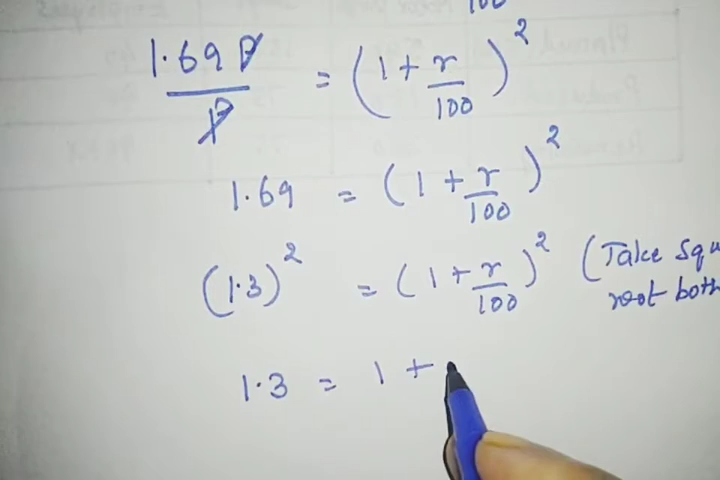 100
1.69 P / P = (1 + r/100)²
1.69 = (1 + r/100)²
(1.3)² = (1 + r/100)² (Take Squ
root both
1.3 = 1 +